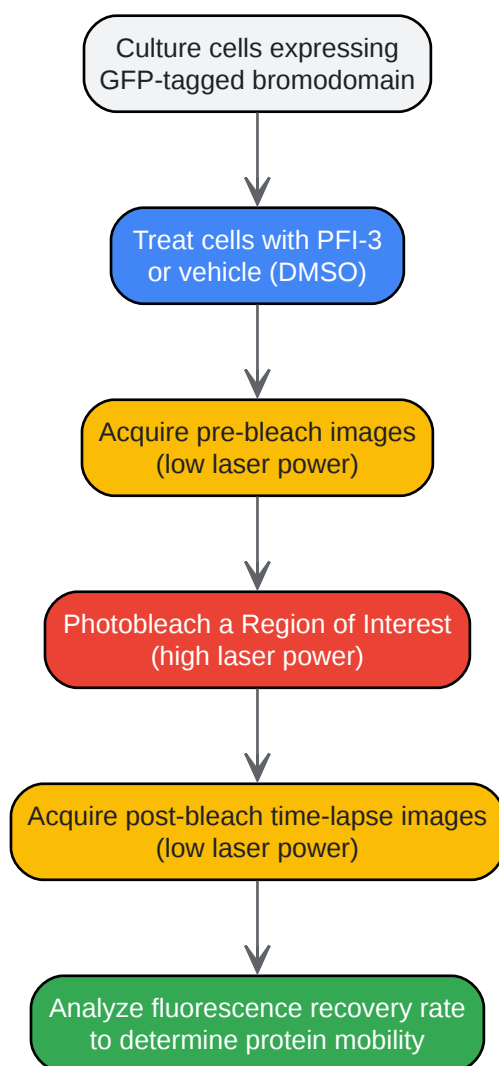 Culture cells expressing
GFP-tagged bromodomain
Treat cells with PFI-3
or vehicle (DMSO)
Acquire pre-bleach images
(low laser power)
Photobleach a Region of Interest
(high laser power)
Acquire post-bleach time-lapse images
(low laser power)
Analyze fluorescence recovery rate
to determine protein mobility